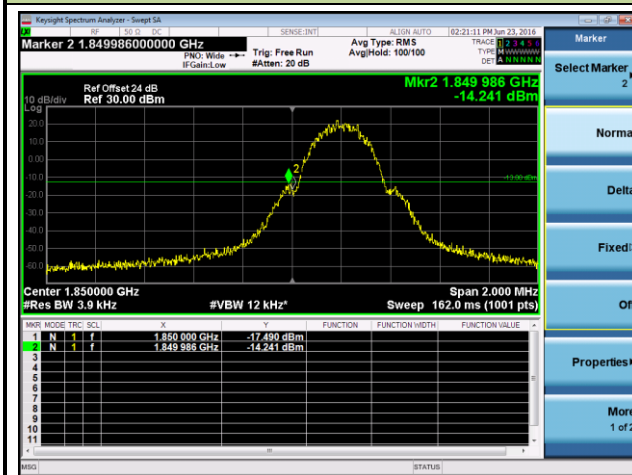 Keysight Spectrum Analyzer - Swept SA
RF 50 Ω DC SENSE:INT ALIGN AUTO 02:21:11 PM Jun 23, 2016
Marker 2 1.849986000000 GHz
PNO: Wide
IFGain:Low
Trig: Free Run
#Atten: 20 dB
Avg Type: RMS
Avg|Hold: 100/100
TRACE 1 2 3 4 5 6
TYPE M W W W W W
DET A N N N N N
Mkr2 1.849 986 GHz
-14.241 dBm
Ref Offset 24 dB
10 dB/div Ref 30.00 dBm
Log
20.0
10.0
0.00
-10.0
-13.00 dBm
-20.0
-30.0
-40.0
-50.0
-60.0
2
Center 1.850000 GHz Span 2.000 MHz
#Res BW 3.9 kHz #VBW 12 kHz* Sweep 162.0 ms (1001 pts)
MKR MODE TRC SCL X Y FUNCTION FUNCTION WIDTH FUNCTION VALUE
1 N 1 f 1.850 000 GHz -17.490 dBm
2 N 1 f 1.849 986 GHz -14.241 dBm
3
4
5
6
7
8
9
10
11
MSG STATUS
Marker
Select Marker
2
Norma
Delta
Fixed
Of
Properties
More
1 of 2